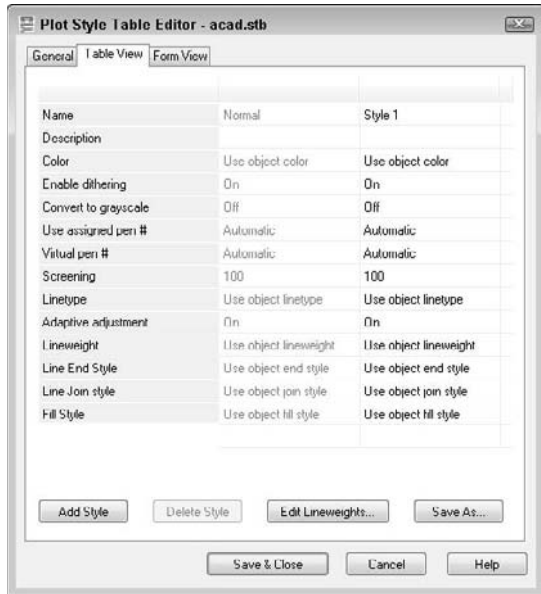 Plot Style Table Editor - acad.stb
General Table View Form View
Name Normal Style 1
Description
Color Use object color Use object color
Enable dithering On On
Convert to grayscale Off Off
Use assigned pen # Automatic Automatic
Virtual pen # Automatic Automatic
Screening 100 100
Linetype Use object linetype Use object linetype
Adaptive adjustment On On
Lineweight Use object lineweight Use object lineweight
Line End Style Use object end style Use object end style
Line Join style Use object join style Use object join style
Fill Style Use object fill style Use object fill style
Add Style Delete Style Edit Lineweights... Save As...
Save & Close Cancel Help